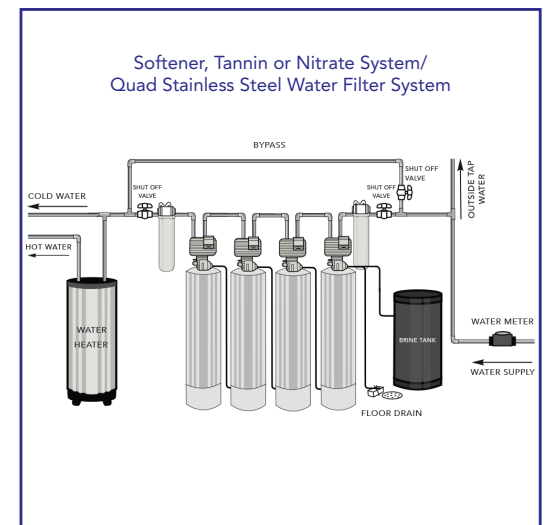 Softener, Tannin or Nitrate System/
Quad Stainless Steel Water Filter System
BYPASS
SHUT OFF
VALVE
SHUT OFF
VALVE
SHUT OFF
VALVE
OUTSIDE TAP
WATER
COLD WATER
HOT WATER
WATER
HEATER
BRINE TANK
WATER METER
WATER SUPPLY
FLOOR DRAIN